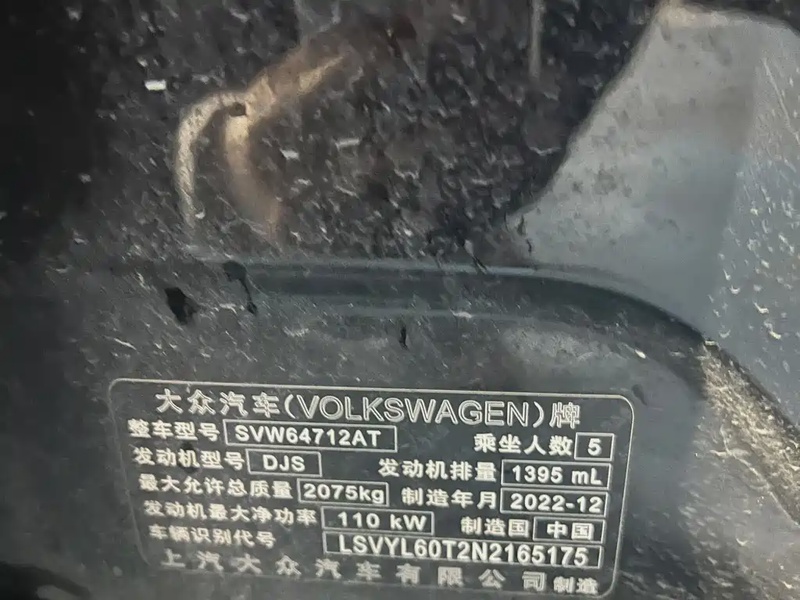 大众汽车(VOLKSWAGEN)牌
整车型号 SVW64712AT 乘坐人数 5
发动机型号 DJS 发动机排量 1395 mL
最大允许总质量 2075kg 制造年月 2022-12
发动机最大净功率 110 kW 制造国 中国
车辆识别代号 LSVYL60T2N2165175
上汽大众汽车有限公司制造